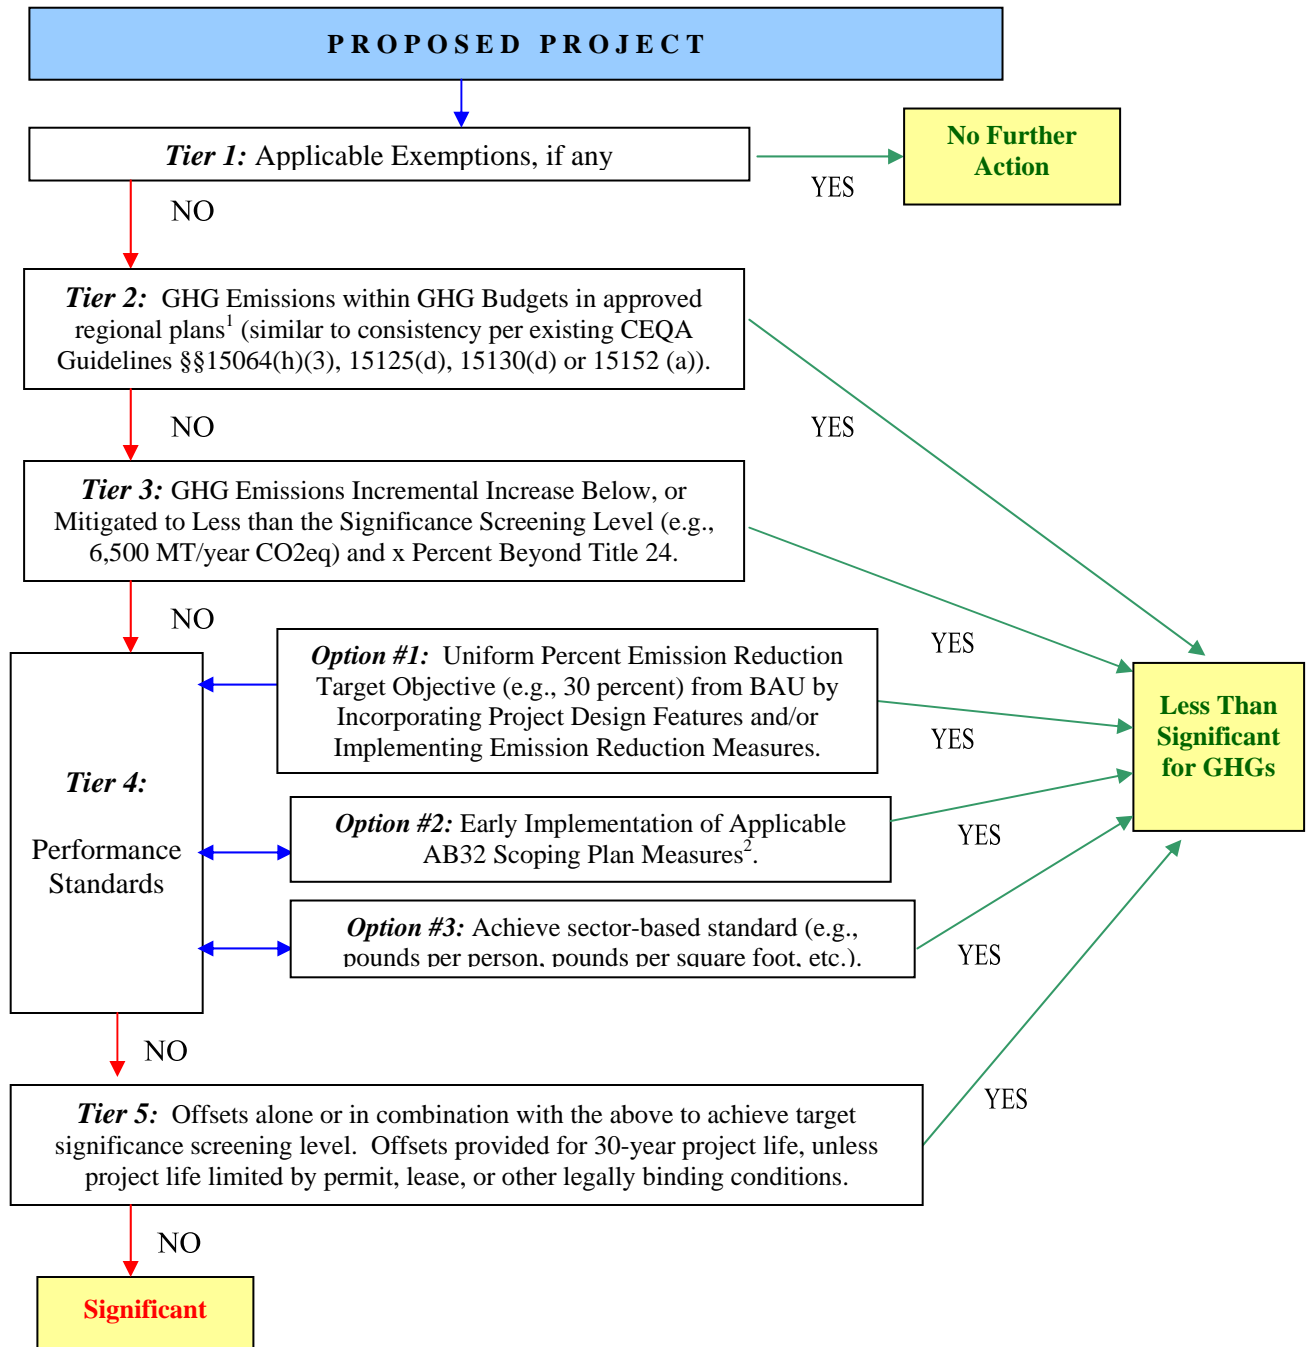 PROPOSED PROJECT
Tier 1: Applicable Exemptions, if any
No Further
Action
YES
NO
Tier 2: GHG Emissions within GHG Budgets in approved
regional plans1 (similar to consistency per existing CEQA
Guidelines §§15064(h)(3), 15125(d), 15130(d) or 15152 (a)).
YES
NO
Tier 3: GHG Emissions Incremental Increase Below, or
Mitigated to Less than the Significance Screening Level (e.g.,
6,500 MT/year CO2eq) and x Percent Beyond Title 24.
YES
NO
Option #1: Uniform Percent Emission Reduction
Target Objective (e.g., 30 percent) from BAU by
Incorporating Project Design Features and/or
Implementing Emission Reduction Measures.
YES
Less Than
Significant
for GHGs
Tier 4:
Performance
Standards
Option #2: Early Implementation of Applicable
AB32 Scoping Plan Measures2.
YES
Option #3: Achieve sector-based standard (e.g.,
pounds per person, pounds per square foot, etc.).
YES
NO
Tier 5: Offsets alone or in combination with the above to achieve target
significance screening level. Offsets provided for 30-year project life, unless
project life limited by permit, lease, or other legally binding conditions.
YES
NO
Significant